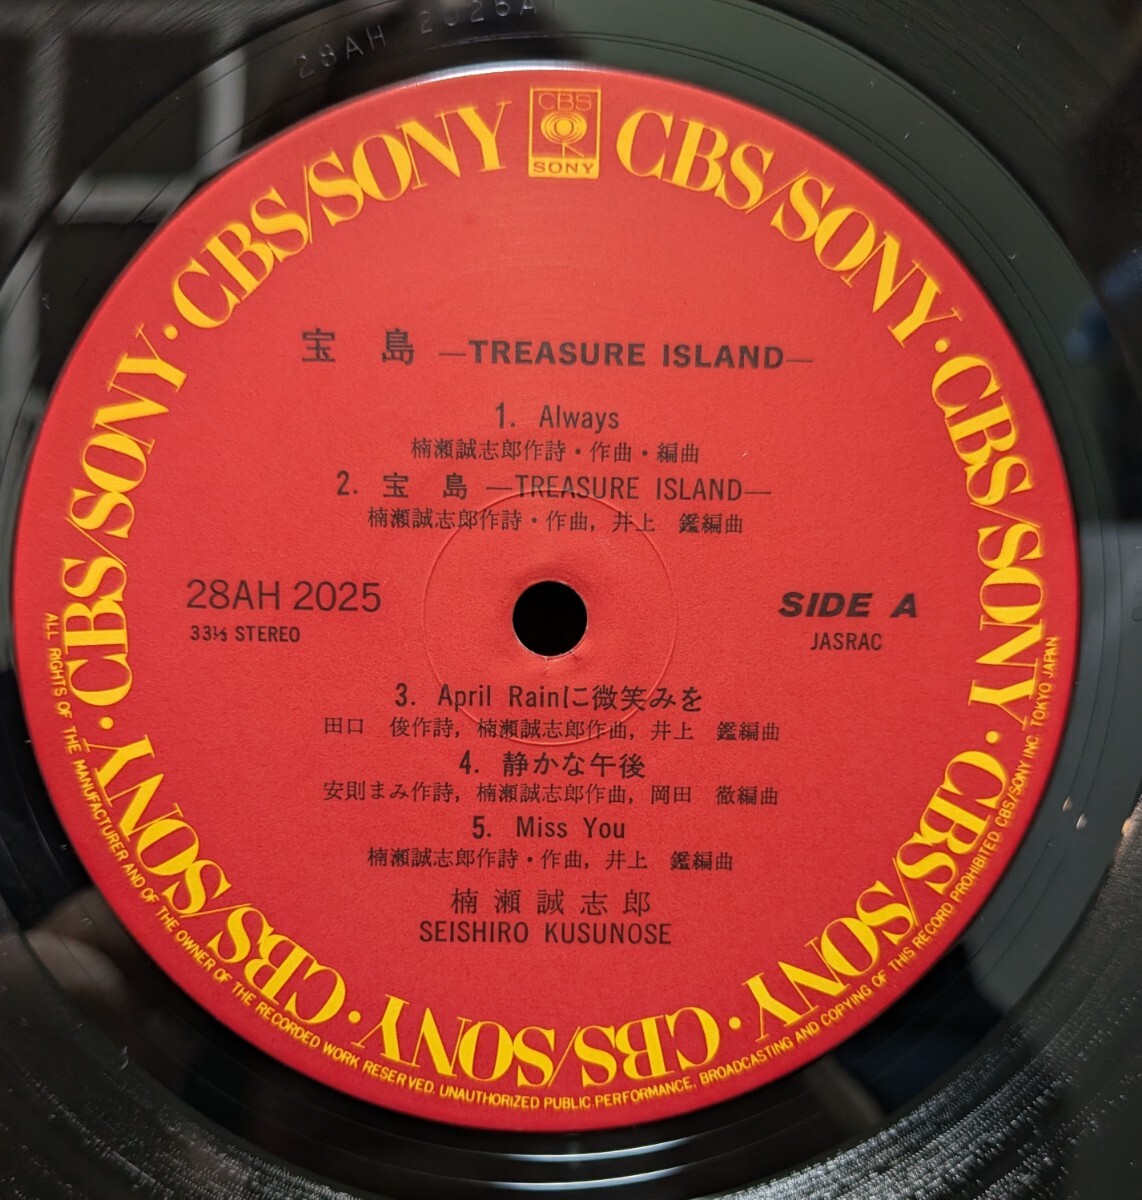 28AH 2026A
CBS
SONY
CBS/SONY · CBS/SONY · CBS/SONY · CBS/SONY · CBS/SONY · CBS/SONY · CBS/SONY · CBS/SONY
宝 島 —TREASURE ISLAND—
1. Always
楠瀬誠志郎作詩・作曲・編曲
2. 宝 島 —TREASURE ISLAND—
楠瀬誠志郎作詩・作曲, 井上 鑑編曲
28AH 2025
33⅓ STEREO
SIDE A
JASRAC
3. April Rainに微笑みを
田口 俊作詩, 楠瀬誠志郎作曲, 井上 鑑編曲
4. 静かな午後
安則まみ作詩, 楠瀬誠志郎作曲, 岡田 徹編曲
5. Miss You
楠瀬誠志郎作詩・作曲, 井上 鑑編曲
楠瀬誠志郎
SEISHIRO KUSUNOSE
ALL RIGHTS OF THE MANUFACTURER AND OF THE OWNER OF THE RECORDED WORK RESERVED. UNAUTHORIZED PUBLIC PERFORMANCE, BROADCASTING AND COPYING OF THIS RECORD PROHIBITED. CBS/SONY INC. TOKYO JAPAN